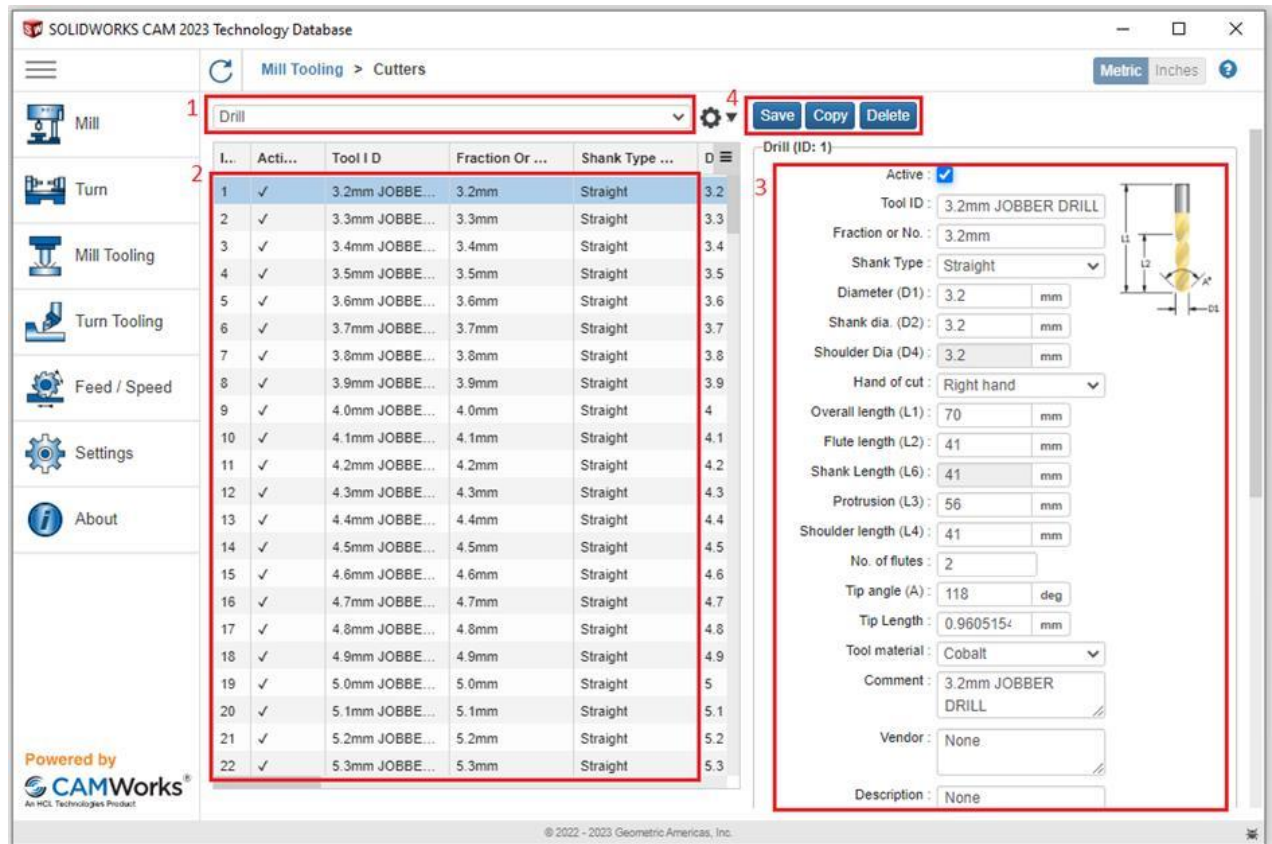 SOLIDWORKS CAM 2023 Technology Database
Mill Tooling > Cutters
Metric Inches ?
Mill
Turn
Mill Tooling
Turn Tooling
Feed / Speed
Settings
About
Powered by
CAMWorks®
An HCL Technologies Product
1
Drill
2
I... Acti... Tool I D Fraction Or ... Shank Type ... D
1 ✓ 3.2mm JOBBE... 3.2mm Straight 3.2
2 ✓ 3.3mm JOBBE... 3.3mm Straight 3.3
3 ✓ 3.4mm JOBBE... 3.4mm Straight 3.4
4 ✓ 3.5mm JOBBE... 3.5mm Straight 3.5
5 ✓ 3.6mm JOBBE... 3.6mm Straight 3.6
6 ✓ 3.7mm JOBBE... 3.7mm Straight 3.7
7 ✓ 3.8mm JOBBE... 3.8mm Straight 3.8
8 ✓ 3.9mm JOBBE... 3.9mm Straight 3.9
9 ✓ 4.0mm JOBBE... 4.0mm Straight 4
10 ✓ 4.1mm JOBBE... 4.1mm Straight 4.1
11 ✓ 4.2mm JOBBE... 4.2mm Straight 4.2
12 ✓ 4.3mm JOBBE... 4.3mm Straight 4.3
13 ✓ 4.4mm JOBBE... 4.4mm Straight 4.4
14 ✓ 4.5mm JOBBE... 4.5mm Straight 4.5
15 ✓ 4.6mm JOBBE... 4.6mm Straight 4.6
16 ✓ 4.7mm JOBBE... 4.7mm Straight 4.7
17 ✓ 4.8mm JOBBE... 4.8mm Straight 4.8
18 ✓ 4.9mm JOBBE... 4.9mm Straight 4.9
19 ✓ 5.0mm JOBBE... 5.0mm Straight 5
20 ✓ 5.1mm JOBBE... 5.1mm Straight 5.1
21 ✓ 5.2mm JOBBE... 5.2mm Straight 5.2
22 ✓ 5.3mm JOBBE... 5.3mm Straight 5.3
4
Save Copy Delete
Drill (ID: 1)
3
Active :
Tool ID : 3.2mm JOBBER DRILL
Fraction or No. : 3.2mm
Shank Type : Straight
Diameter (D1) : 3.2 mm
Shank dia. (D2) : 3.2 mm
Shoulder Dia (D4) : 3.2 mm
Hand of cut : Right hand
Overall length (L1) : 70 mm
Flute length (L2) : 41 mm
Shank Length (L6) : 41 mm
Protrusion (L3) : 56 mm
Shoulder length (L4) : 41 mm
No. of flutes : 2
Tip angle (A) : 118 deg
Tip Length : 0.9605154 mm
Tool material : Cobalt
Comment : 3.2mm JOBBER
DRILL
Vendor : None
Description : None
L1
L2
A°
D1
© 2022 - 2023 Geometric Americas, Inc.